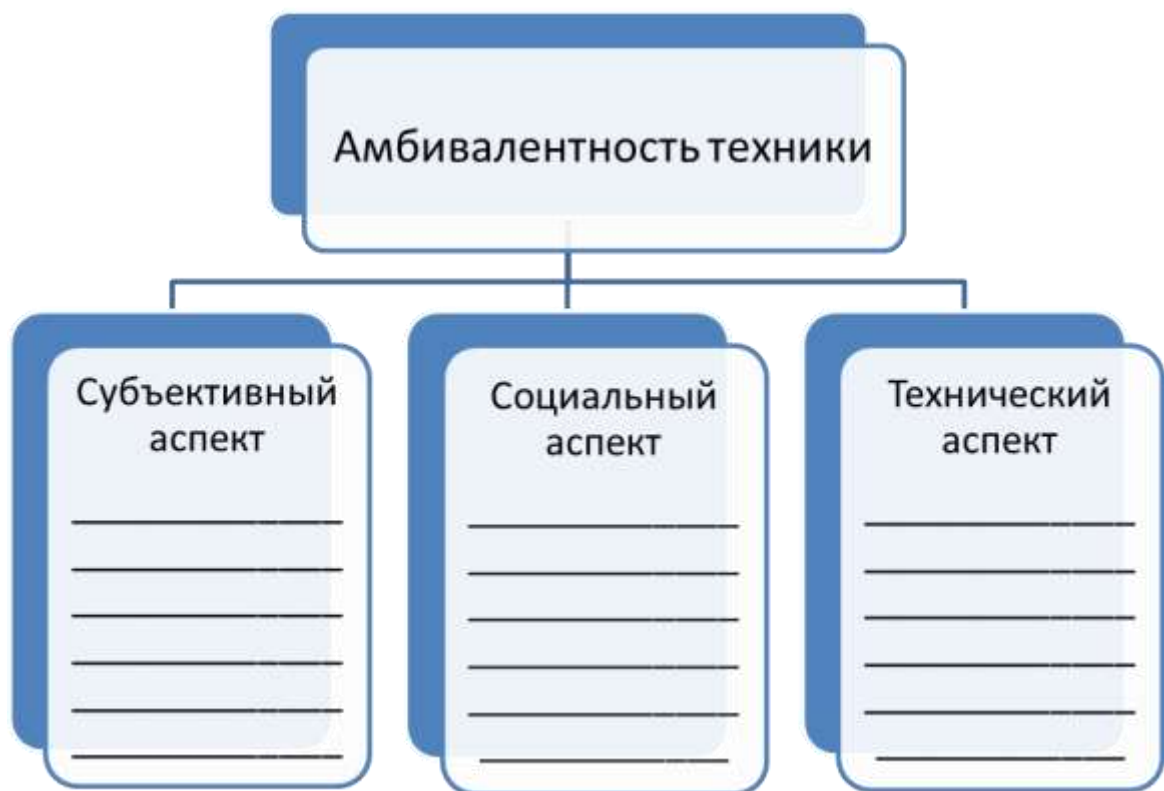 Амбивалентность техники
Субъективный
аспект
Социальный
аспект
Технический
аспект